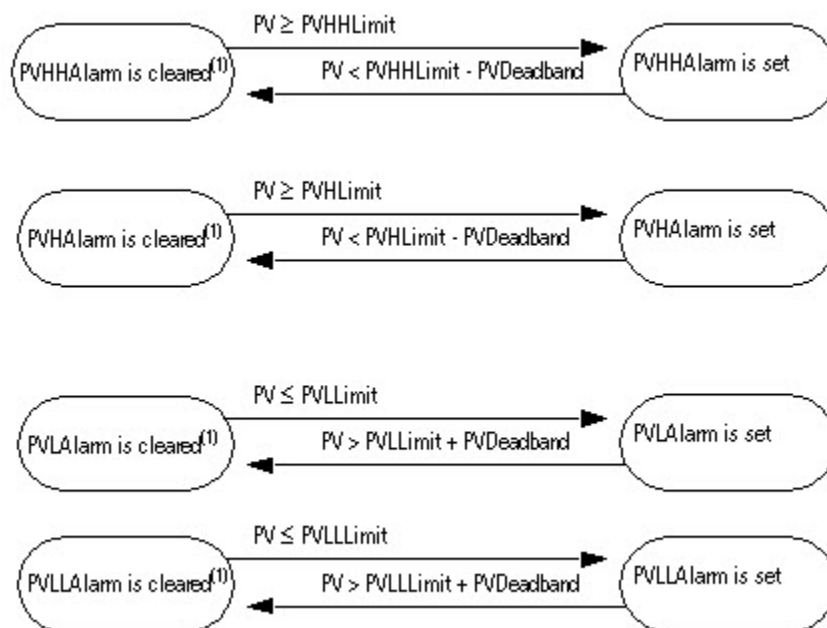 PV ≥ PVHHLimit
PVHHAlarm is cleared(1)
PVHHAlarm is set
PV < PVHHLimit - PVDeadband
PV ≥ PVHLimit
PVHAlarm is cleared(1)
PVHAlarm is set
PV < PVHLimit - PVDeadband
PV ≤ PVLLimit
PVLAlarm is cleared(1)
PVLAlarm is set
PV > PVLLimit + PVDeadband
PV ≤ PVLLLimit
PVLLAlarm is cleared(1)
PVLLAlarm is set
PV > PVLLLimit + PVDeadband